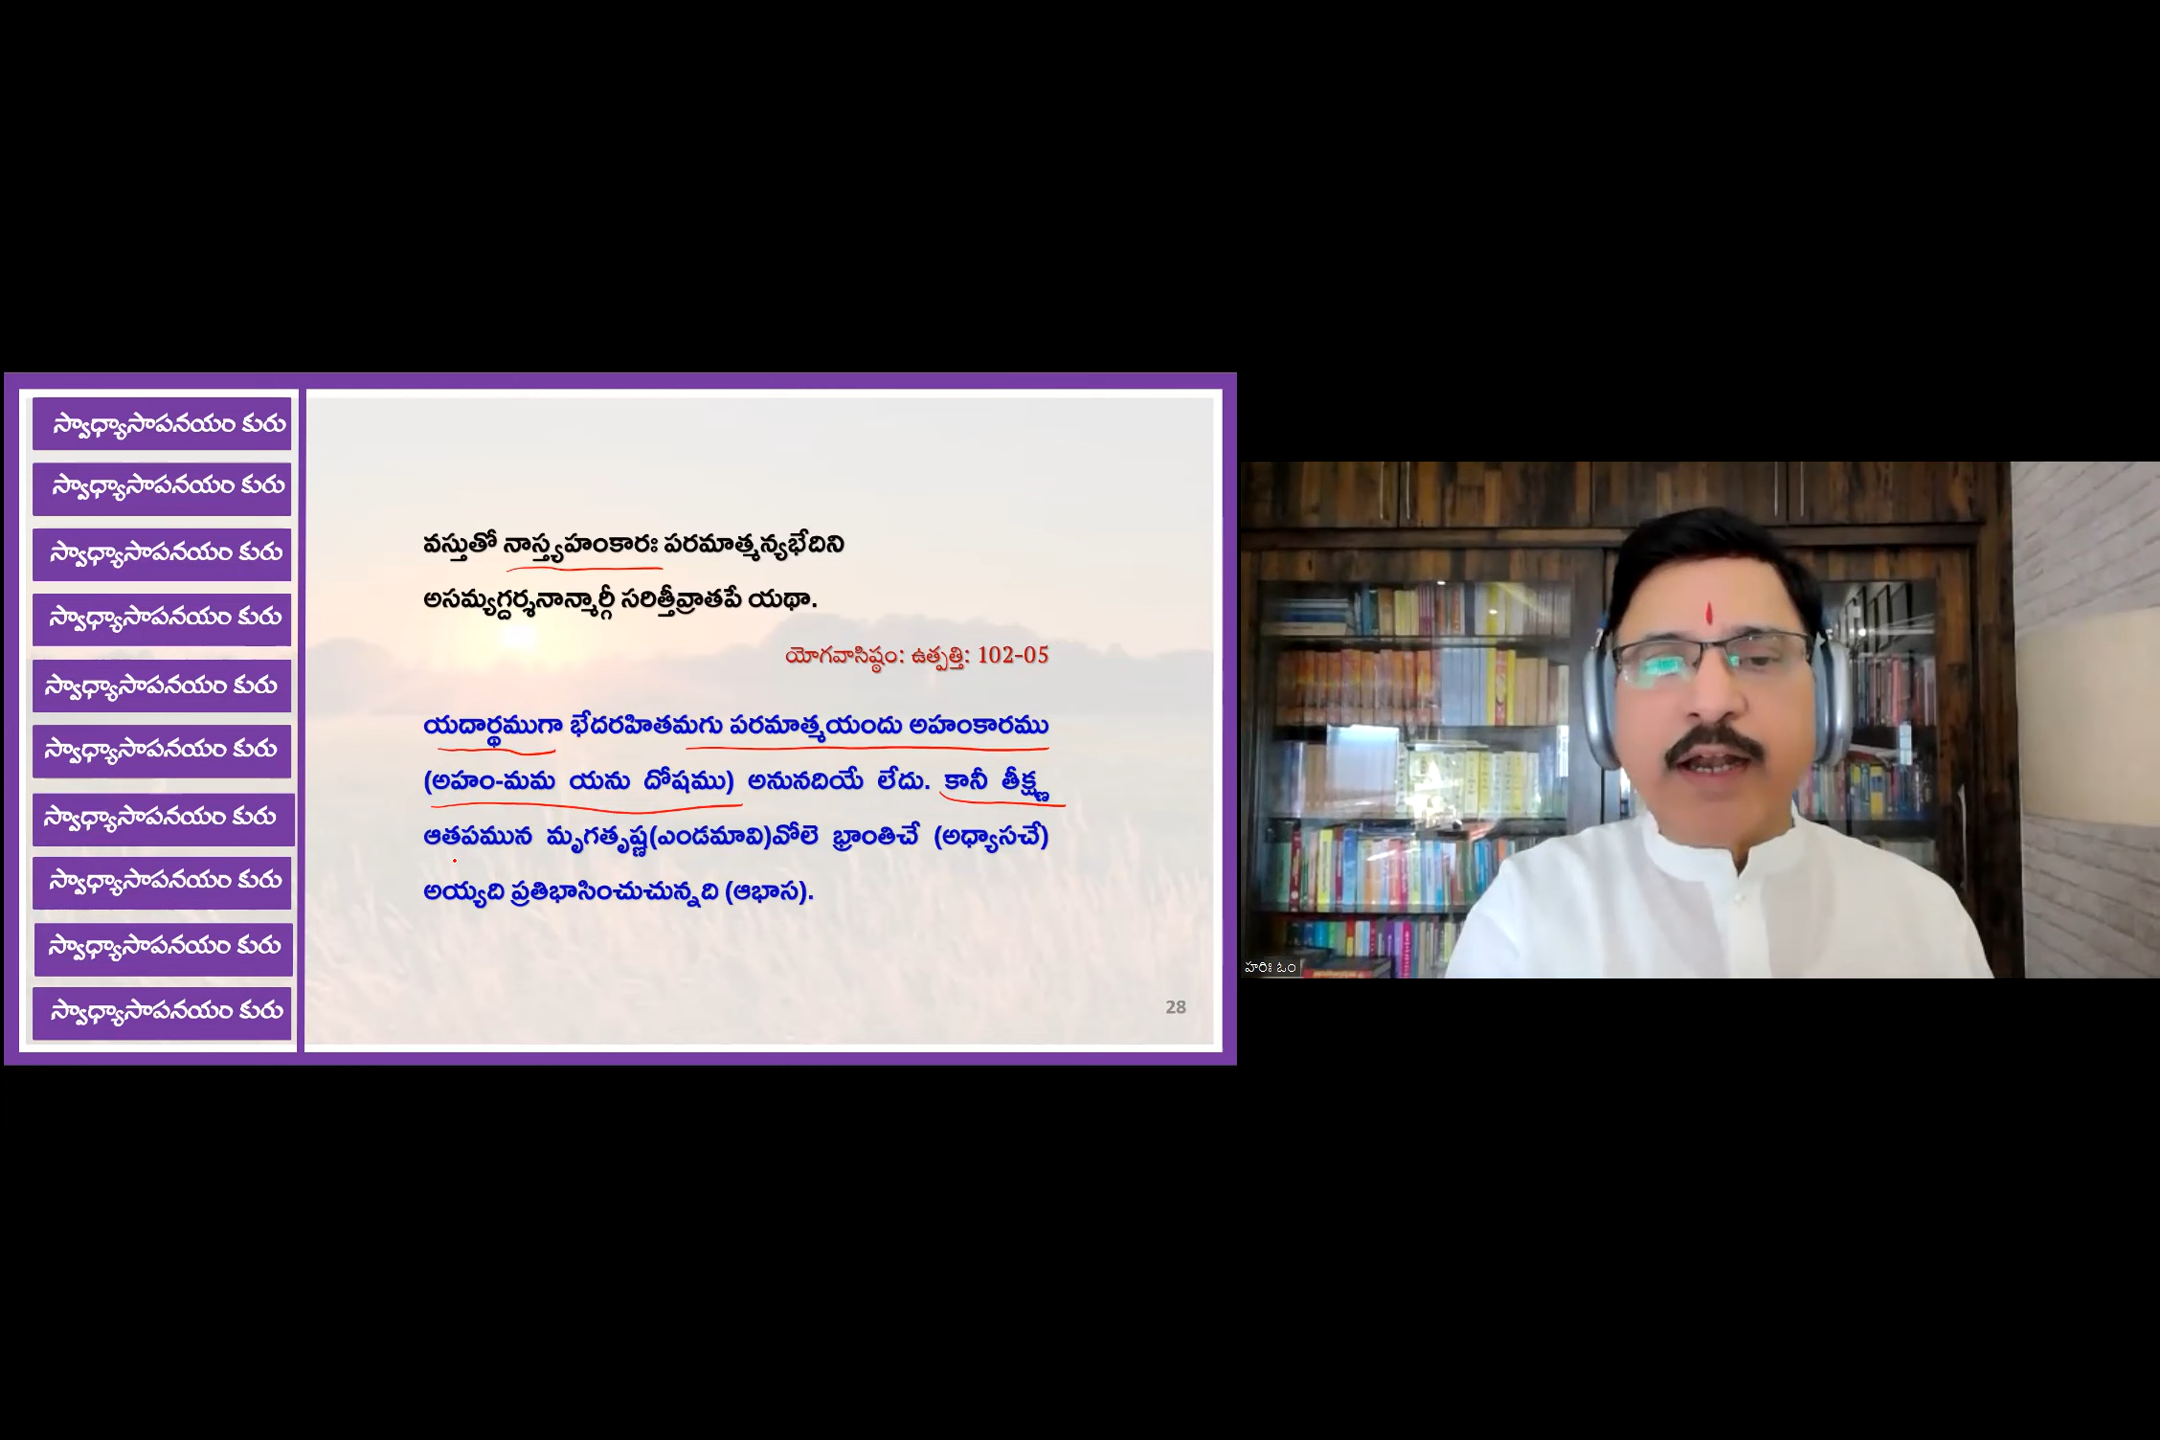 స్వాధ్యాసాపనయం కురు
స్వాధ్యాసాపనయం కురు
స్వాధ్యాసాపనయం కురు
స్వాధ్యాసాపనయం కురు
స్వాధ్యాసాపనయం కురు
స్వాధ్యాసాపనయం కురు
స్వాధ్యాసాపనయం కురు
స్వాధ్యాసాపనయం కురు
స్వాధ్యాసాపనయం కురు
స్వాధ్యాసాపనయం కురు
వస్తుతో నాస్త్యహంకారః పరమాత్మన్యభేదిని
అసమ్యగ్దర్శనాన్మార్గీ సరిత్తీవ్రాతపే యథా.
యోగవాసిష్ఠం: ఉత్పత్తి: 102-05
యదార్థముగా భేదరహితమగు పరమాత్మయందు అహంకారము
(అహం-మమ యను దోషము) అనునదియే లేదు. కానీ తీక్ష్ణ
ఆతపమున మృగతృష్ణ(ఎండమావి)వోలె భ్రాంతిచే (అధ్యాసచే)
అయ్యది ప్రతిభాసించుచున్నది (ఆభాస).
28
హరిః ఓం